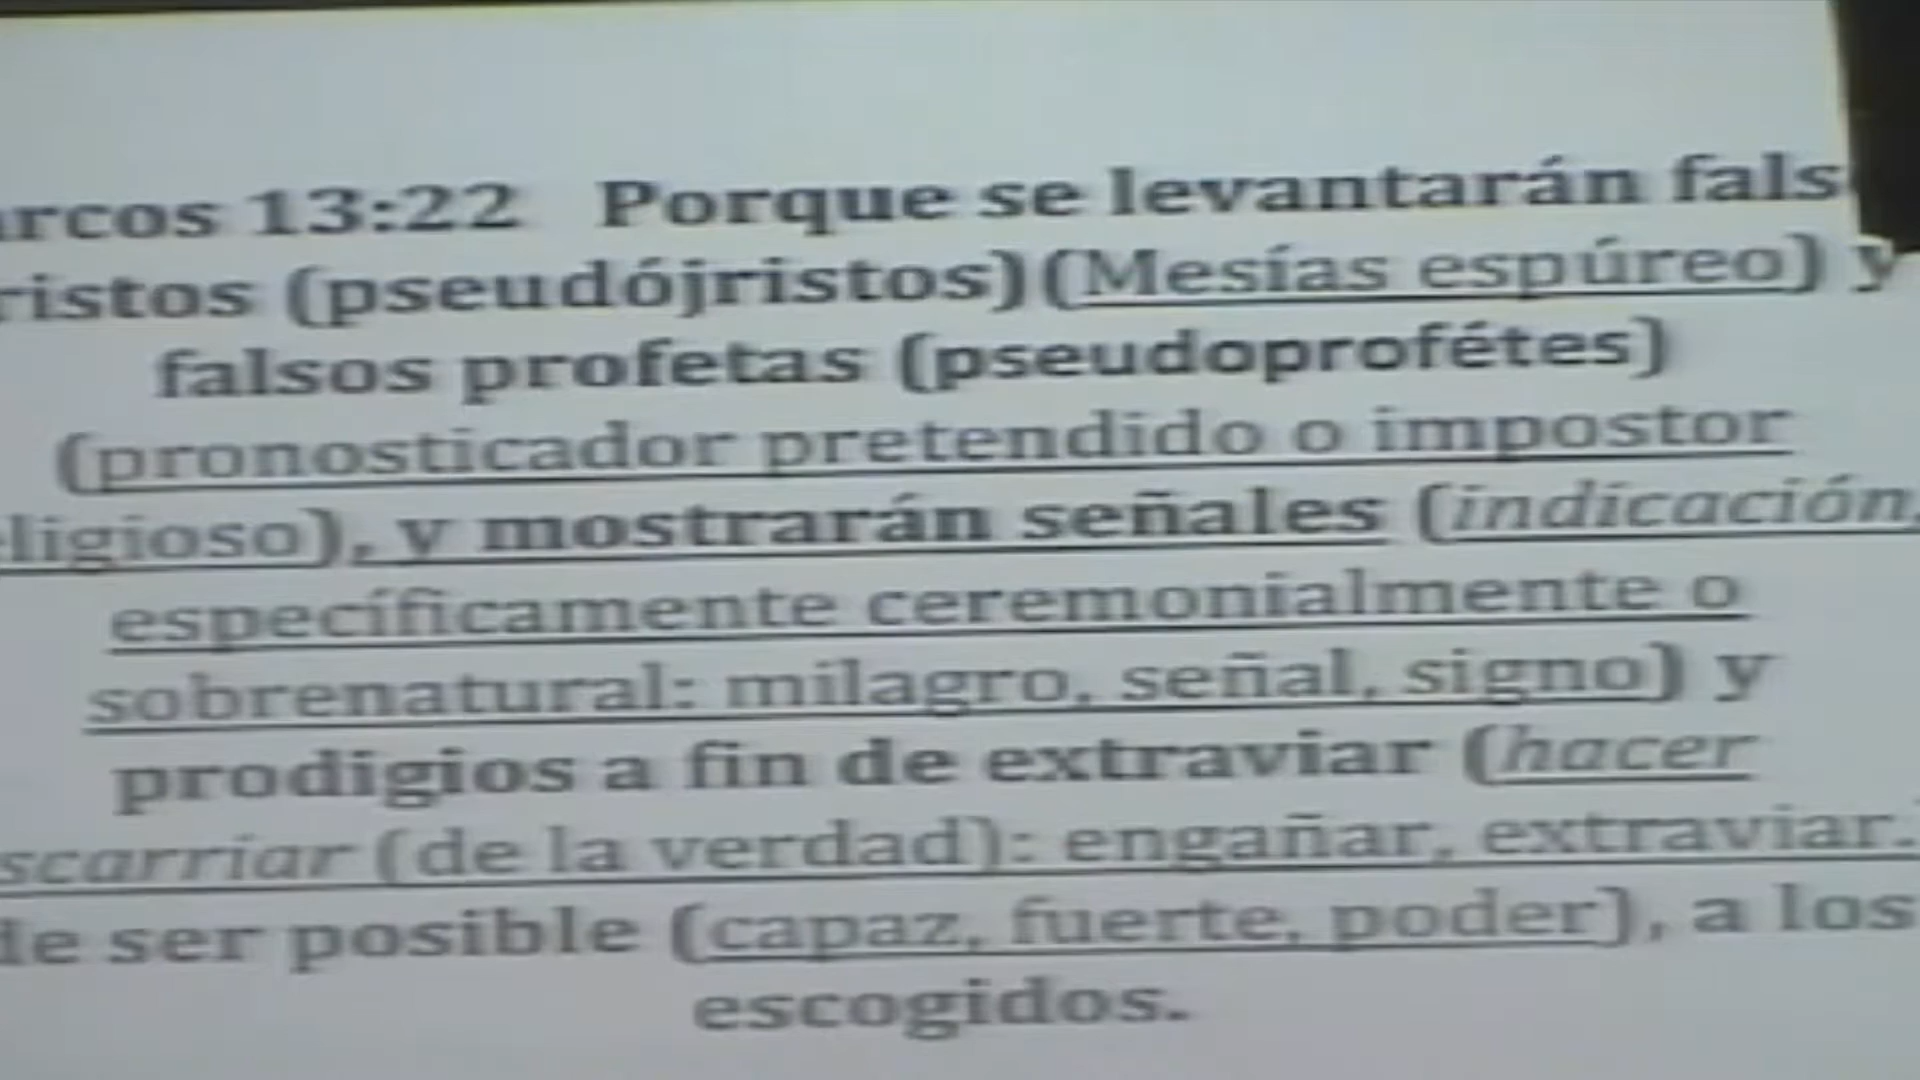 arcos 13:22 Porque se levantarán fals
ristos (pseudójristos) (Mesías espúreo) y
falsos profetas (pseudoprofétes)
(pronosticador pretendido o impostor
eligioso), y mostrarán señales (indicación,
específicamente ceremonialmente o
sobrenatural: milagro, señal, signo) y
prodigios a fin de extraviar (hacer
scarriar (de la verdad): engañar, extraviar.
de ser posible (capaz, fuerte, poder), a los
escogidos.